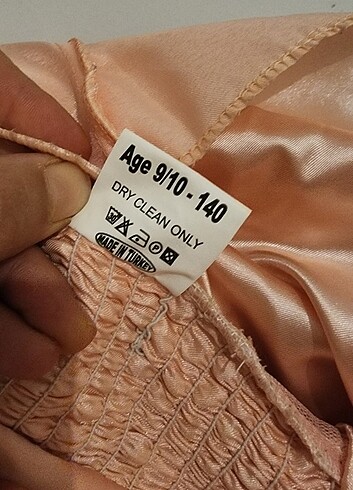 Age 9/10 - 140
DRY CLEAN ONLY
MADE IN TURKEY